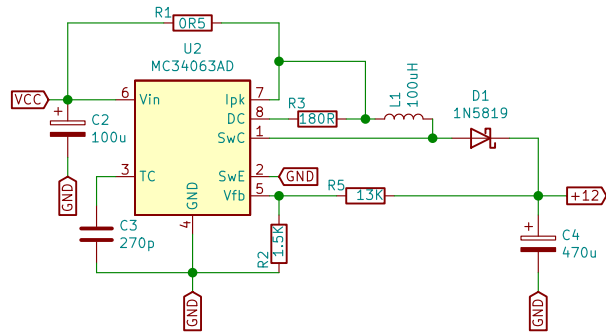 R1
0R5
U2
MC34063AD
VCC
6
Vin
Ipk
7
DC
8
SwC
1
SwE
2
Vfb
5
TC
3
GND
4
C2
100u
GND
C3
270p
R3
180R
L1
100uH
D1
1N5819
GND
R5
13K
+12
R2
1.5K
C4
470u
GND
GND